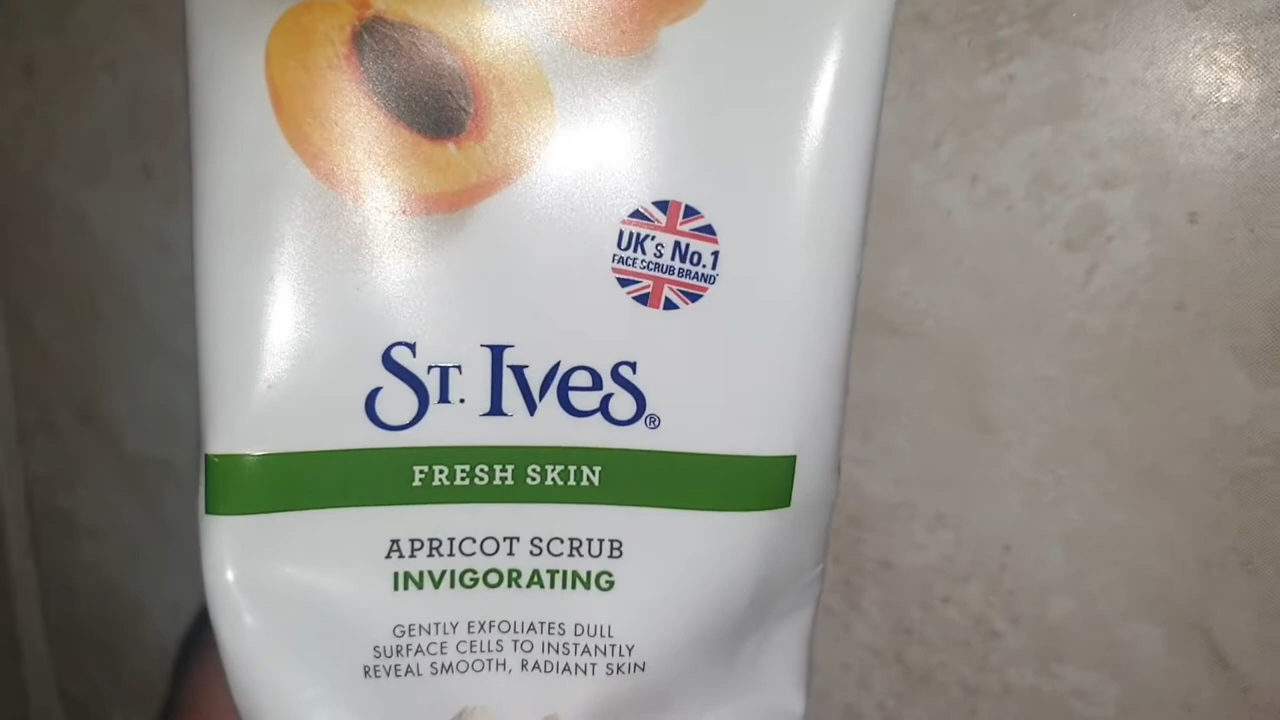 UK's No.1
FACE SCRUB BRAND
ST. IVES®
FRESH SKIN
APRICOT SCRUB
INVIGORATING
GENTLY EXFOLIATES DULL
SURFACE CELLS TO INSTANTLY
REVEAL SMOOTH, RADIANT SKIN